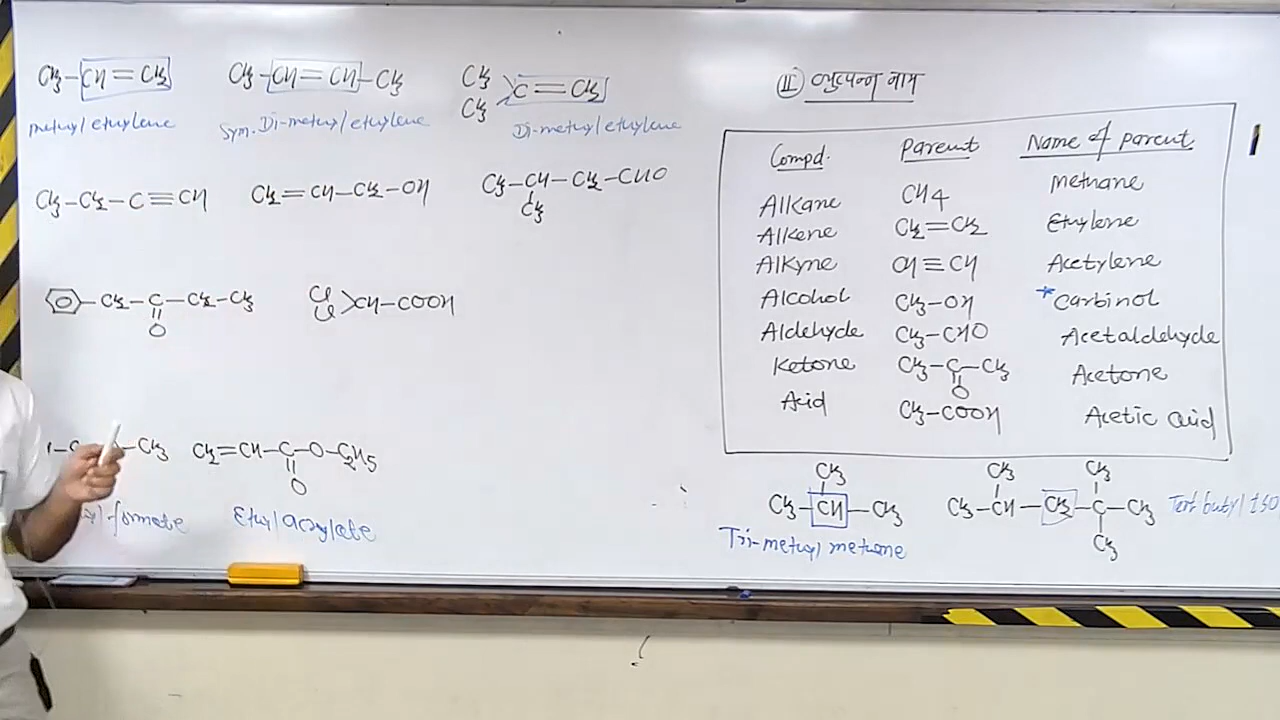 CH3-CH=CH2
methyl ethylene
CH3-CH=CH-CH3
Sym. Di-methyl ethylene
CH3
CH3 >C=CH2
Di-methyl ethylene
CH3-CH2-C≡CH
CH2=CH-CH2-OH
CH3-CH-CH2-CHO
CH3
-CH2-C-CH2-CH3
O
Cl
Cl >CH-COOH
-CH3
formate
CH2=CH-C-O-C2H5
O
Ethyl acrylate
II व्युत्पन्न नाम
Compd. Parent Name of parent
Alkane CH4 Methane
Alkene CH2=CH2 Ethylene
Alkyne CH≡CH Acetylene
Alcohol CH3-OH *Carbinol
Aldehyde CH3-CHO Acetaldehyde
Ketone CH3-C-CH3 Acetone
O
Acid CH3-COOH Acetic acid
CH3
CH3-CH-CH3
Tri-methyl methane
CH3 CH3
CH3-CH-CH2-C-CH3 Tert butyl iso
CH3